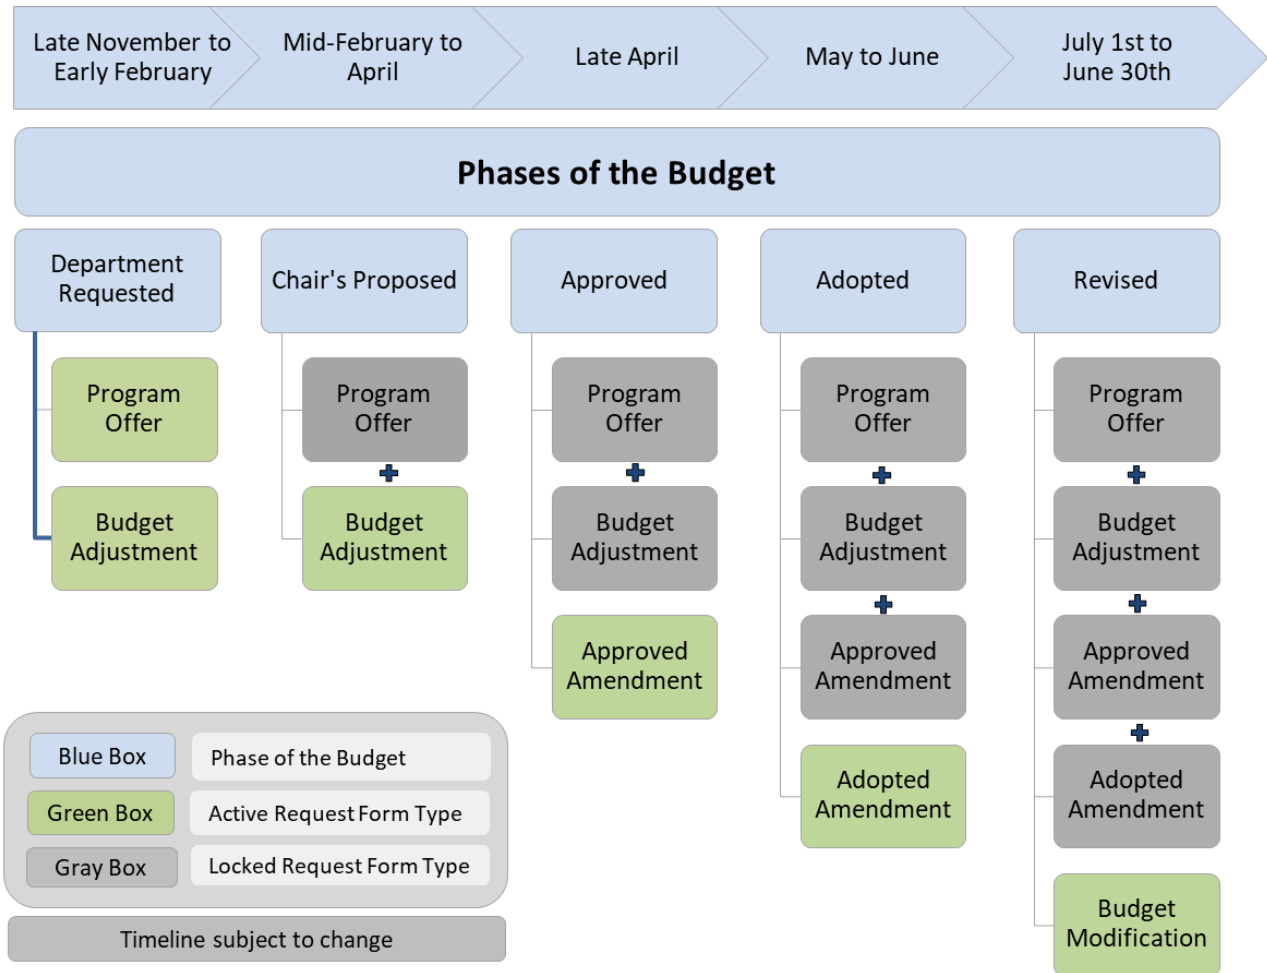 Late November to
Early February
Mid-February to
April
Late April
May to June
July 1st to
June 30th
Phases of the Budget
Department
Requested
Chair's Proposed
Approved
Adopted
Revised
Program
Offer
Program
Offer
Program
Offer
Program
Offer
Program
Offer
Budget
Adjustment
Budget
Adjustment
Budget
Adjustment
Budget
Adjustment
Budget
Adjustment
Approved
Amendment
Approved
Amendment
Approved
Amendment
Adopted
Amendment
Adopted
Amendment
Budget
Modification
Blue Box
Phase of the Budget
Green Box
Active Request Form Type
Gray Box
Locked Request Form Type
Timeline subject to change